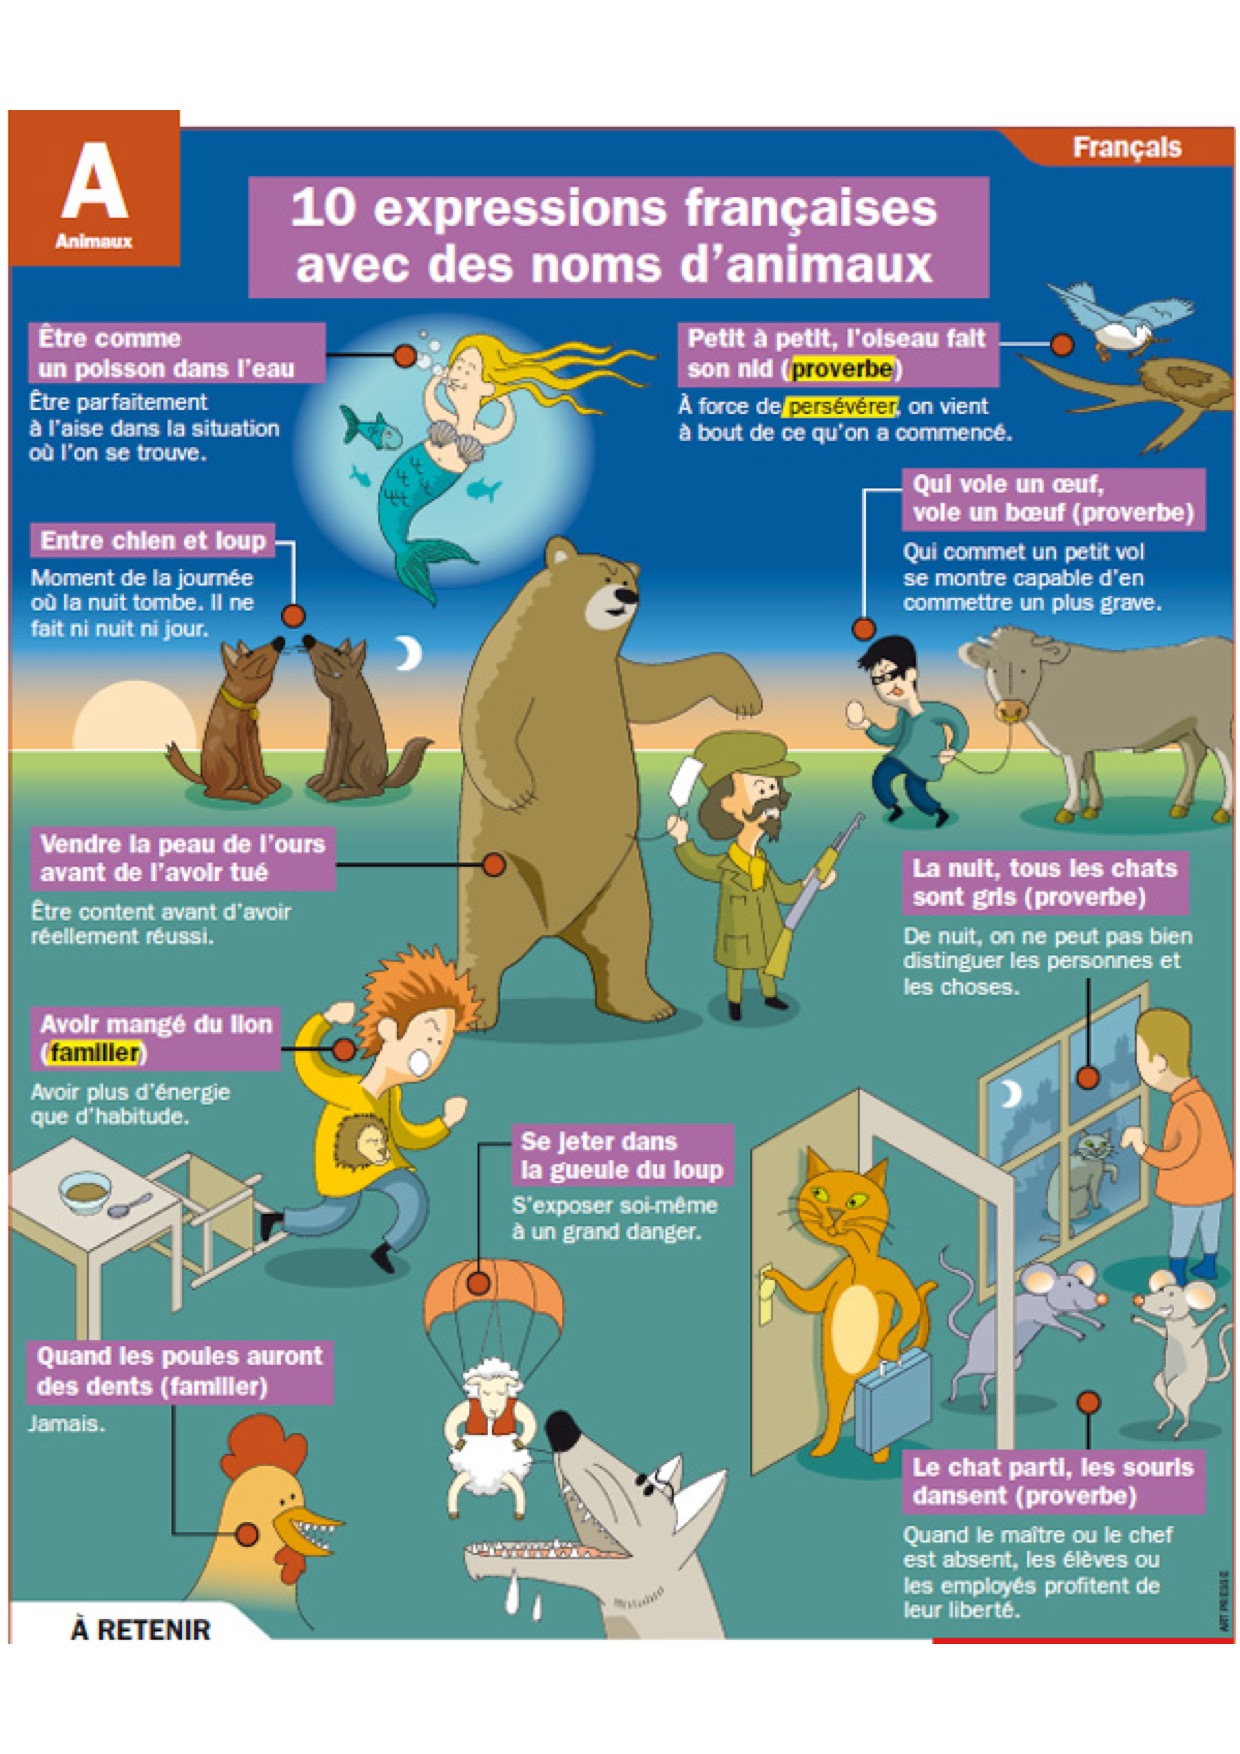 A
Animaux
Français
10 expressions françaises
avec des noms d'animaux
Être comme
un poisson dans l'eau
Être parfaitement
à l'aise dans la situation
où l'on se trouve.
Petit à petit, l'oiseau fait
son nid (proverbe)
À force de persévérer, on vient
à bout de ce qu'on a commencé.
Qui vole un œuf,
vole un bœuf (proverbe)
Qui commet un petit vol
se montre capable d'en
commettre un plus grave.
Entre chien et loup
Moment de la journée
où la nuit tombe. Il ne
fait ni nuit ni jour.
Vendre la peau de l'ours
avant de l'avoir tué
Être content avant d'avoir
réellement réussi.
La nuit, tous les chats
sont gris (proverbe)
De nuit, on ne peut pas bien
distinguer les personnes et
les choses.
Avoir mangé du lion
(familier)
Avoir plus d'énergie
que d'habitude.
Se jeter dans
la gueule du loup
S'exposer soi-même
à un grand danger.
Quand les poules auront
des dents (familier)
Jamais.
Le chat parti, les souris
dansent (proverbe)
Quand le maître ou le chef
est absent, les élèves ou
les employés profitent de
leur liberté.
ART PRESSE
À RETENIR